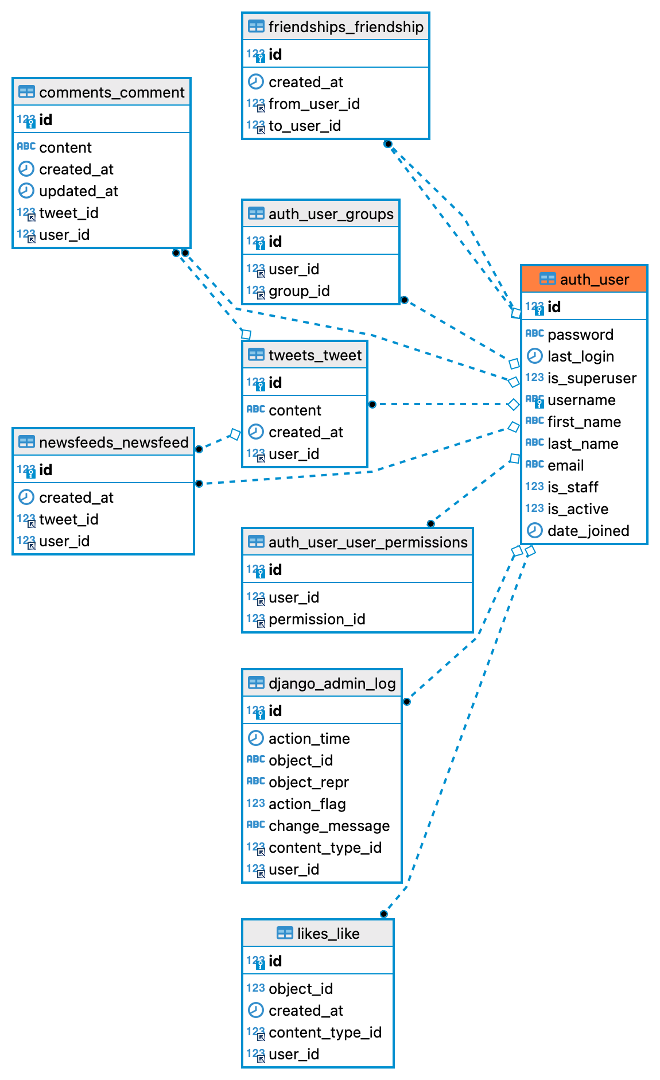 friendships_friendship
123 id
created_at
123 from_user_id
123 to_user_id
comments_comment
123 id
ABC content
created_at
updated_at
123 tweet_id
123 user_id
auth_user_groups
123 id
123 user_id
123 group_id
auth_user
123 id
ABC password
last_login
123 is_superuser
ABC username
ABC first_name
ABC last_name
ABC email
123 is_staff
123 is_active
date_joined
tweets_tweet
123 id
ABC content
created_at
123 user_id
newsfeeds_newsfeed
123 id
created_at
123 tweet_id
123 user_id
auth_user_user_permissions
123 id
123 user_id
123 permission_id
django_admin_log
123 id
action_time
ABC object_id
ABC object_repr
123 action_flag
ABC change_message
123 content_type_id
123 user_id
likes_like
123 id
123 object_id
created_at
123 content_type_id
123 user_id